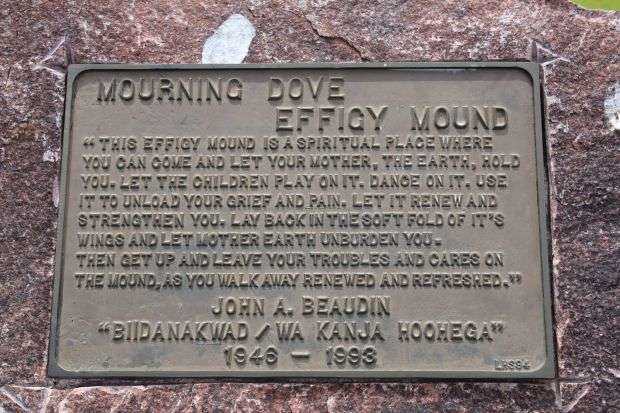 MOURNING DOVE
EFFIGY MOUND
"THIS EFFIGY MOUND IS A SPIRITUAL PLACE WHERE
YOU CAN COME AND LET YOUR MOTHER, THE EARTH, HOLD
YOU. LET THE CHILDREN PLAY ON IT. DANCE ON IT. USE
IT TO UNLOAD YOUR GRIEF AND PAIN. LET IT RENEW AND
STRENGTHEN YOU. LAY BACK IN THE SOFT FOLD OF IT'S
WINGS AND LET MOTHER EARTH UNBURDEN YOU.
THEN GET UP AND LEAVE YOUR TROUBLES AND CARES ON
THE MOUND, AS YOU WALK AWAY RENEWED AND REFRESHED."
JOHN A. BEAUDIN
"BIIDANAKWAD / WA KANJA HOOHEGA"
1946 - 1993
LHS94